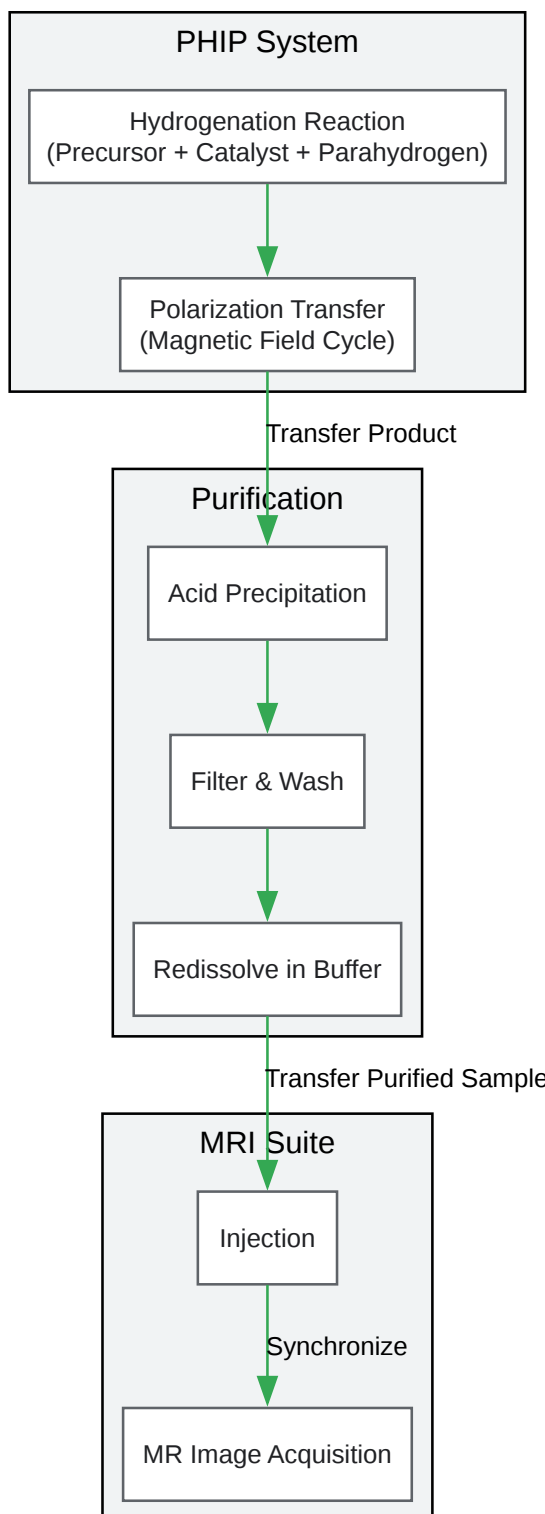 PHIP System
Hydrogenation Reaction
(Precursor + Catalyst + Parahydrogen)
Polarization Transfer
(Magnetic Field Cycle)
Transfer Product
Purification
Acid Precipitation
Filter & Wash
Redissolve in Buffer
Transfer Purified Sample
MRI Suite
Injection
Synchronize
MR Image Acquisition